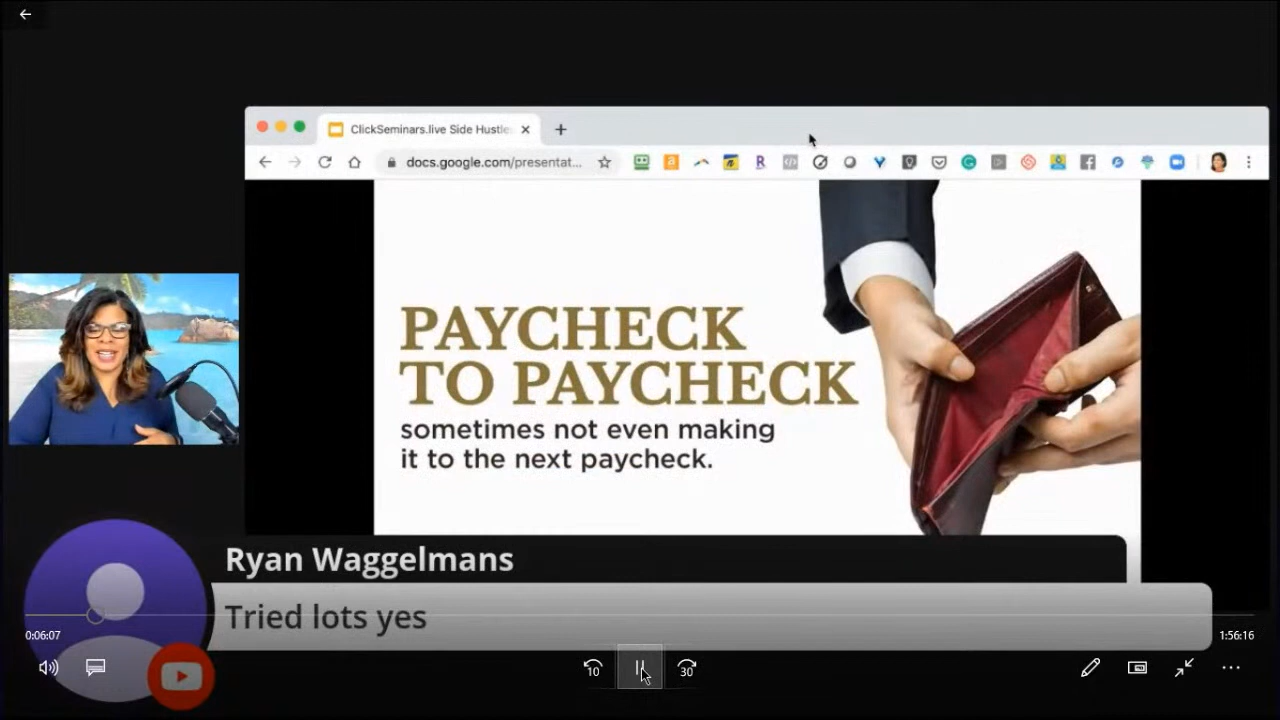 ClickSeminars.live Side Hustle
docs.google.com/presentat...
PAYCHECK
TO PAYCHECK
sometimes not even making
it to the next paycheck.
Ryan Waggelmans
Tried lots yes
0:06:07
1:56:16
10
30